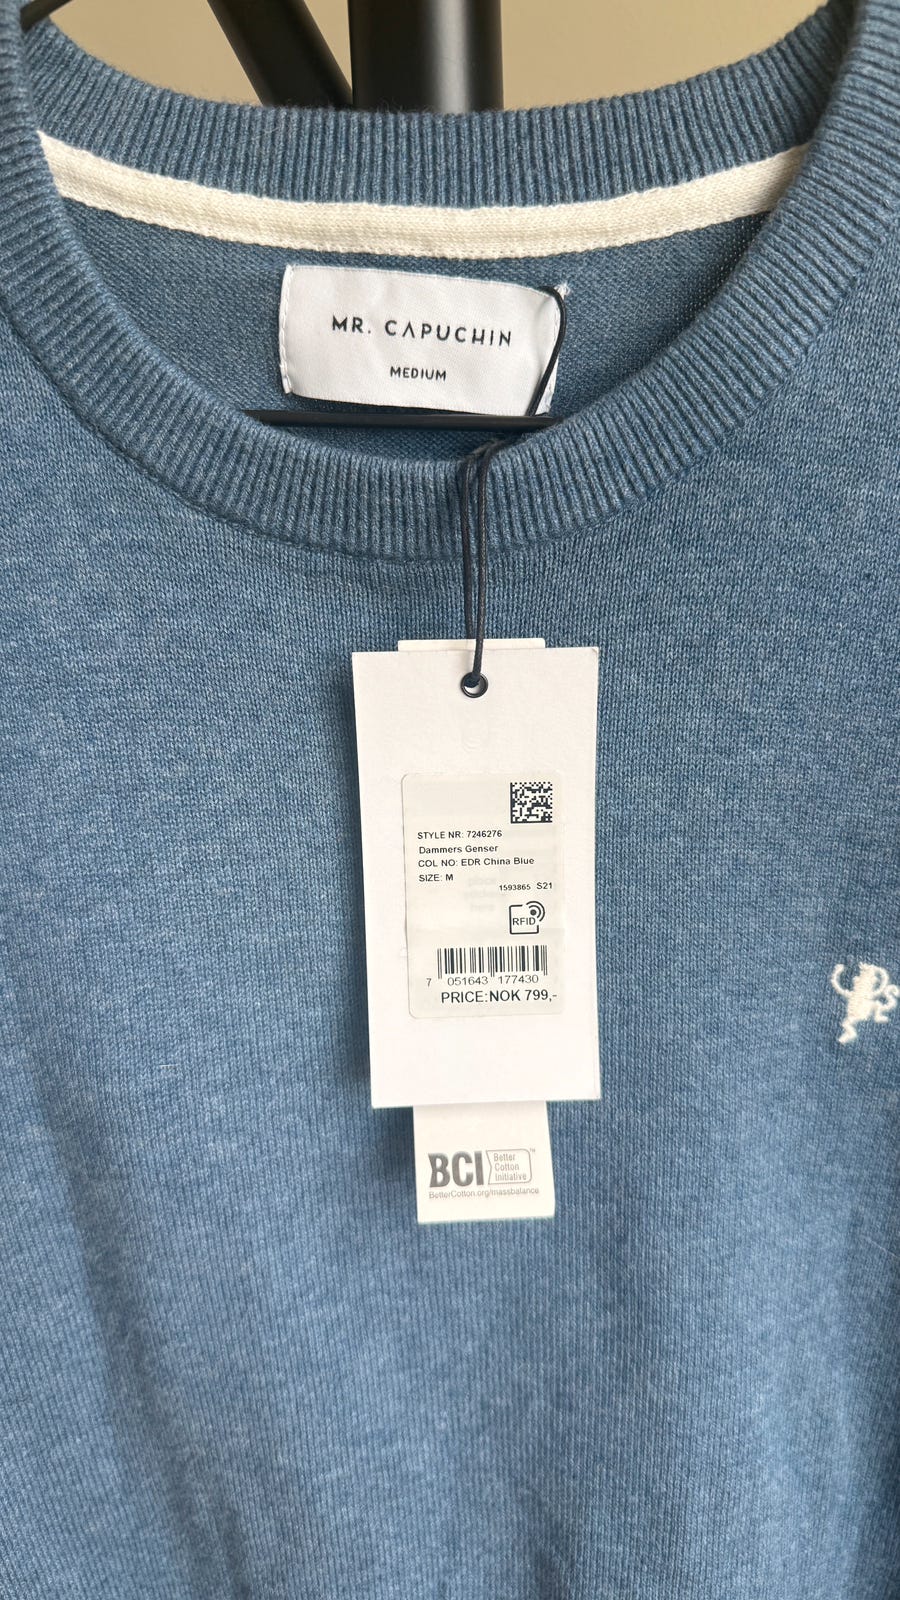 MR. CAPUCHIN
MEDIUM
STYLE NR: 7246276
Dammers Genser
COL NO: EDR China Blue
SIZE: M
1593865 S21
RFID
7 051643 177430
PRICE:NOK 799,-
BCI Better
Cotton
Initiative™
BetterCotton.org/massbalance